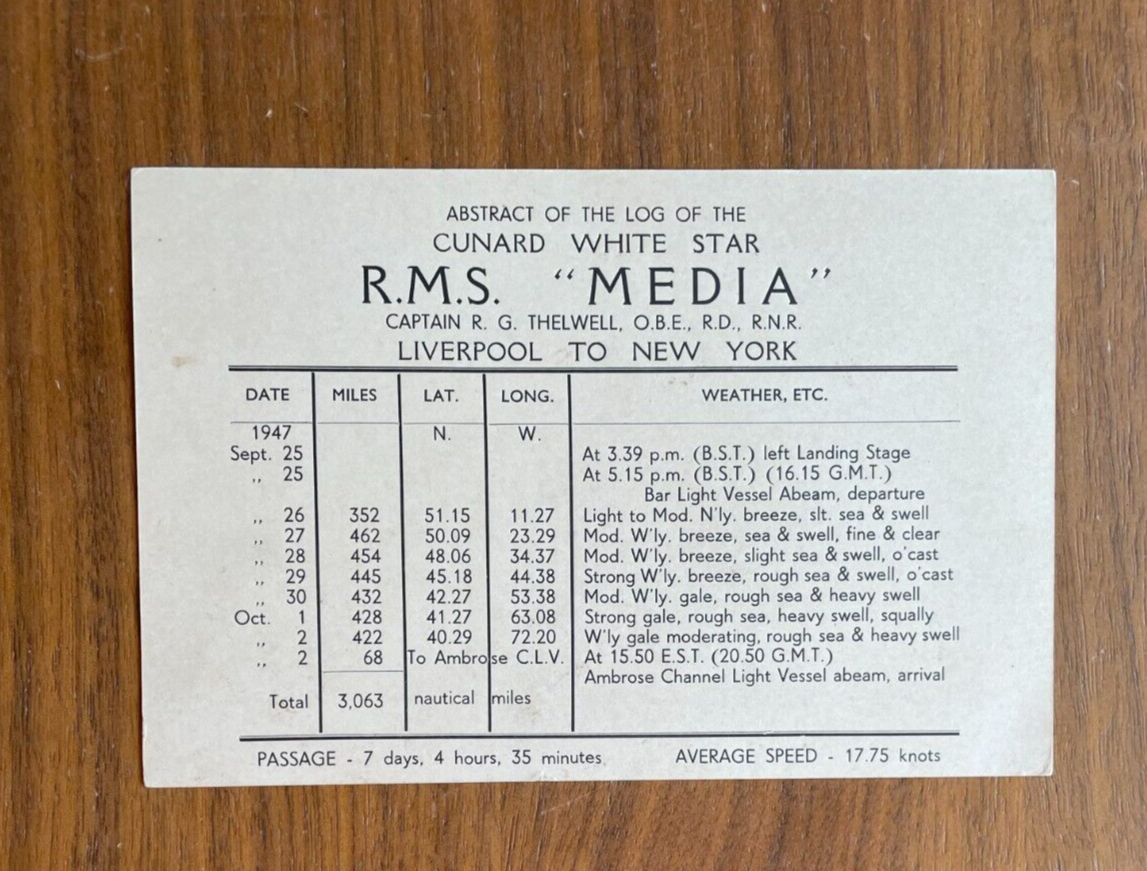 ABSTRACT OF THE LOG OF THE
CUNARD WHITE STAR
R.M.S. "MEDIA"
CAPTAIN R. G. THELWELL, O.B.E., R.D., R.N.R.
LIVERPOOL TO NEW YORK
DATE MILES LAT. LONG. WEATHER, ETC.
1947 N. W.
Sept. 25 At 3.39 p.m. (B.S.T.) left Landing Stage
,, 25 At 5.15 p.m. (B.S.T.) (16.15 G.M.T.)
Bar Light Vessel Abeam, departure
,, 26 352 51.15 11.27 Light to Mod. N'ly. breeze, slt. sea & swell
,, 27 462 50.09 23.29 Mod. W'ly. breeze, sea & swell, fine & clear
,, 28 454 48.06 34.37 Mod. W'ly. breeze, slight sea & swell, o'cast
,, 29 445 45.18 44.38 Strong W'ly. breeze, rough sea & swell, o'cast
,, 30 432 42.27 53.38 Mod. W'ly. gale, rough sea & heavy swell
Oct. 1 428 41.27 63.08 Strong gale, rough sea, heavy swell, squally
,, 2 422 40.29 72.20 W'ly gale moderating, rough sea & heavy swell
,, 2 68 To Ambrose C.L.V. At 15.50 E.S.T. (20.50 G.M.T.)
Ambrose Channel Light Vessel abeam, arrival
Total 3,063 nautical miles
PASSAGE - 7 days, 4 hours, 35 minutes. AVERAGE SPEED - 17.75 knots